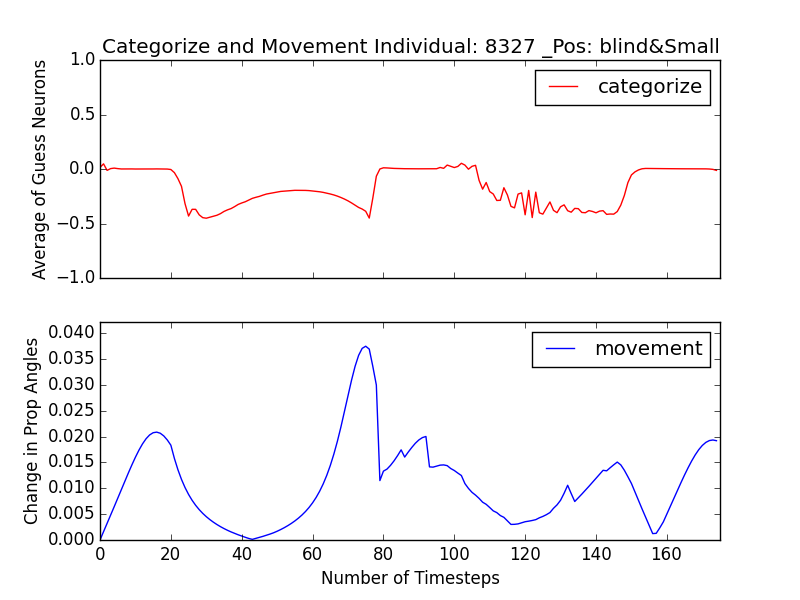 Categorize and Movement Individual: 8327 _Pos: blind&Small
Average of Guess Neurons
1.0
0.5
0.0
−0.5
−1.0
categorize
Change in Prop Angles
0.040
0.035
0.030
0.025
0.020
0.015
0.010
0.005
0.000
movement
0 20 40 60 80 100 120 140 160
Number of Timesteps